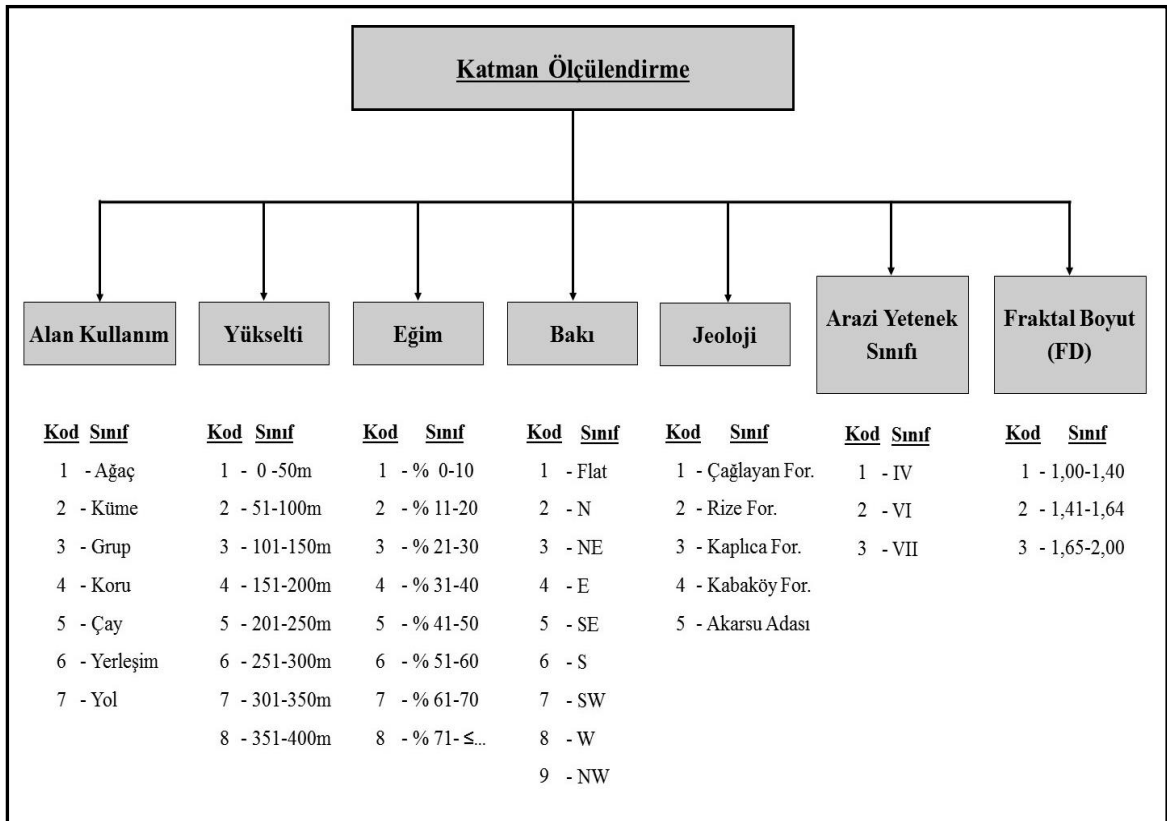 Katman Ölçülendirme
Alan Kullanım
Yükselti
Eğim
Bakı
Jeoloji
Arazi Yetenek
Sınıfı
Fraktal Boyut
(FD)
Kod Sınıf
1 - Ağaç
2 - Küme
3 - Grup
4 - Koru
5 - Çay
6 - Yerleşim
7 - Yol
Kod Sınıf
1 - 0 -50m
2 - 51-100m
3 - 101-150m
4 - 151-200m
5 - 201-250m
6 - 251-300m
7 - 301-350m
8 - 351-400m
Kod Sınıf
1 - % 0-10
2 - % 11-20
3 - % 21-30
4 - % 31-40
5 - % 41-50
6 - % 51-60
7 - % 61-70
8 - % 71- ≤...
Kod Sınıf
1 - Flat
2 - N
3 - NE
4 - E
5 - SE
6 - S
7 - SW
8 - W
9 - NW
Kod Sınıf
1 - Çağlayan For.
2 - Rize For.
3 - Kaplıca For.
4 - Kabaköy For.
5 - Akarsu Adası
Kod Sınıf
1 - IV
2 - VI
3 - VII
Kod Sınıf
1 - 1,00-1,40
2 - 1,41-1,64
3 - 1,65-2,00